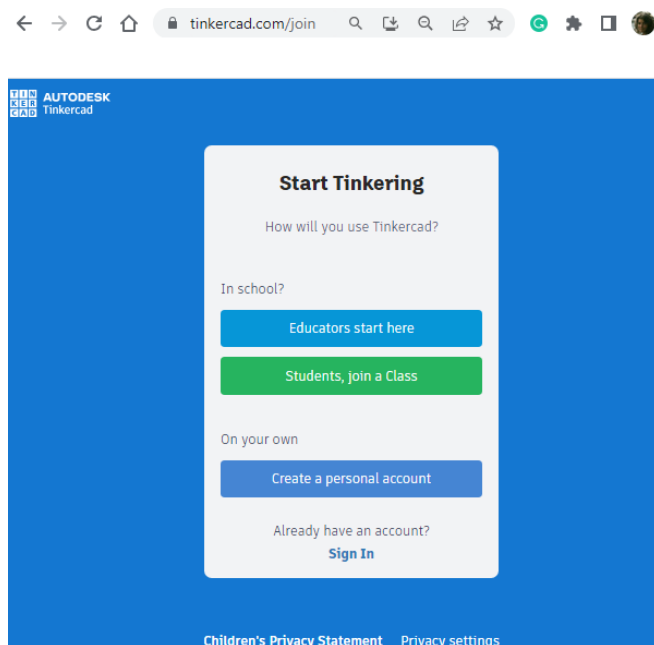 tinkercad.com/join
TIN
KER
CAD
AUTODESK
Tinkercad
Start Tinkering
How will you use Tinkercad?
In school?
Educators start here
Students, join a Class
On your own
Create a personal account
Already have an account?
Sign In
Children's Privacy Statement Privacy settings